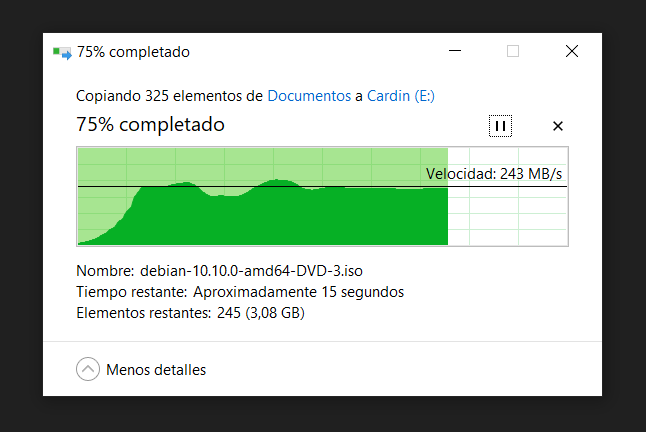 75% completado
Copiando 325 elementos de Documentos a Cardin (E:)
75% completado
Velocidad: 243 MB/s
Nombre: debian-10.10.0-amd64-DVD-3.iso
Tiempo restante: Aproximadamente 15 segundos
Elementos restantes: 245 (3,08 GB)
Menos detalles